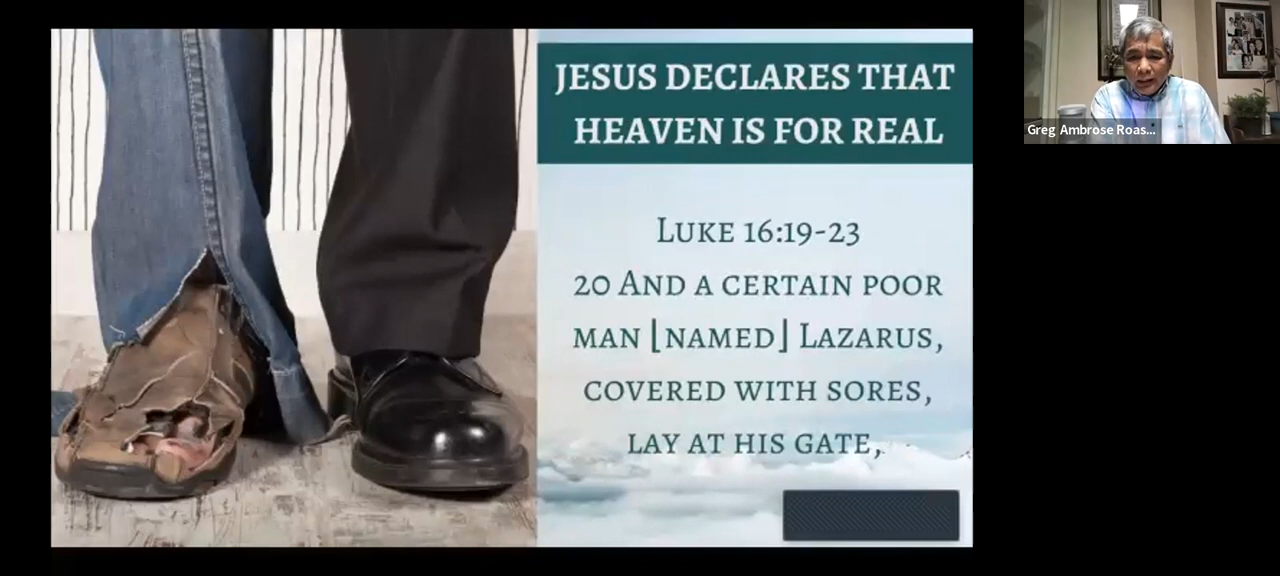 JESUS DECLARES THAT
HEAVEN IS FOR REAL
LUKE 16:19-23
20 AND A CERTAIN POOR
MAN ⌊NAMED⌋ LAZARUS,
COVERED WITH SORES,
LAY AT HIS GATE,
Greg Ambrose Roas...